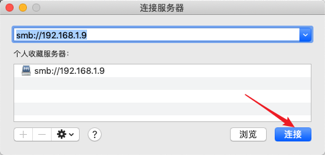 连接服务器
smb://192.168.1.9
个人收藏服务器：
smb://192.168.1.9
+ − ? 浏览 连接